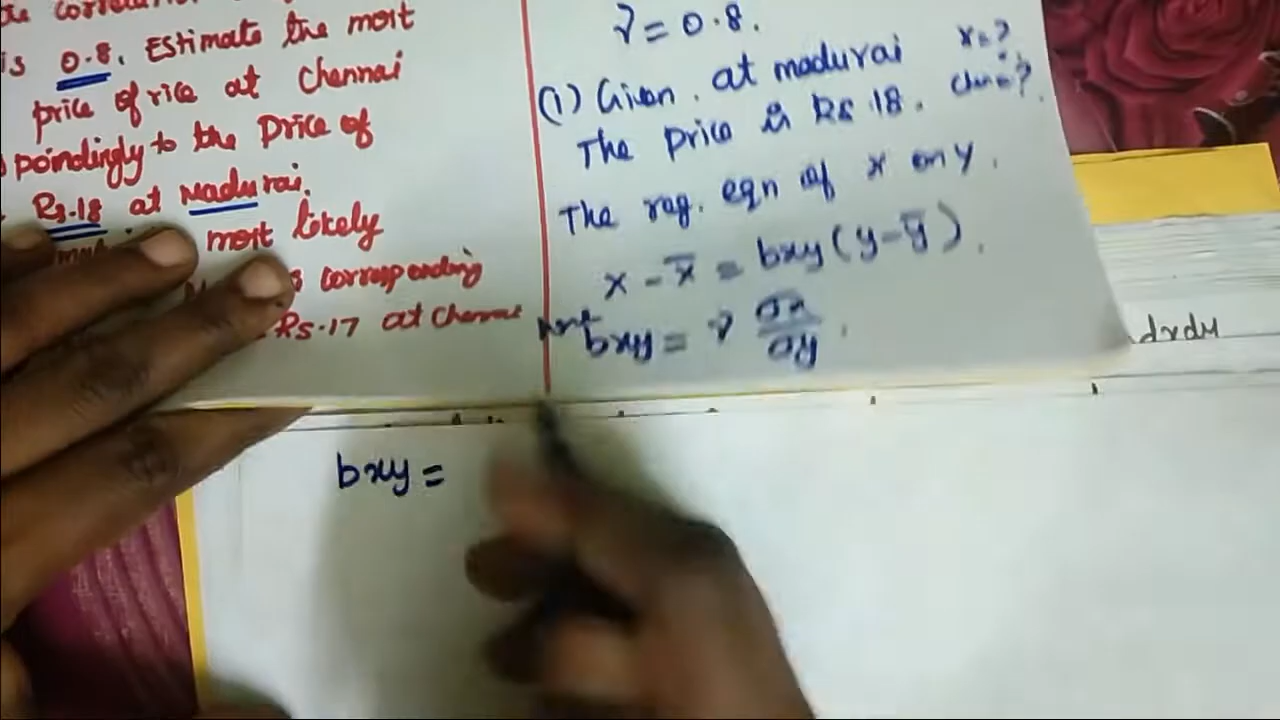 the
is 0.8. Estimate the most
price of rice at Chennai
pondingly to the Price of
Rs.18 at Madurai.
most likely
corresponding
Rs.17 at Chennai
r = 0.8.
(1) Given. at madurai x=?
The price is Rs.18.
The reg. eqn of x on y.
x - x̄ = bxy (y - ȳ).
bxy = r σx/σy.
dxdy
bxy =